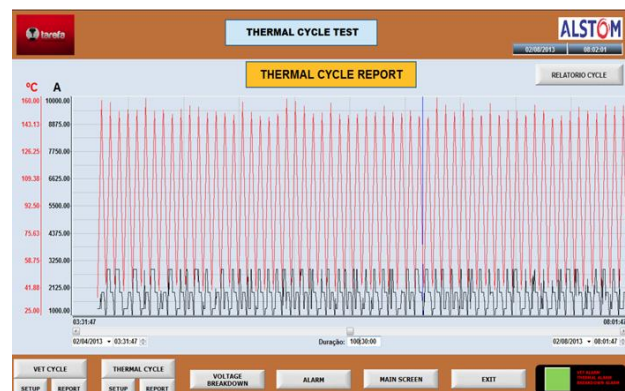 tarefa
THERMAL CYCLE TEST
ALSTOM
02/08/2013 08:02:01
THERMAL CYCLE REPORT
RELATORIO CYCLE
ºC A
160.00 10000.00
143.13 8875.00
126.25 7750.00
109.38 6625.00
92.50 5500.00
75.63 4375.00
58.75 3250.00
41.88 2125.00
25.00 1000.00
03:31:47 08:01:47
02/04/2013 03:31:47 Duração: 100:30:00 02/08/2013 08:01:47
VET CYCLE
SETUP REPORT
THERMAL CYCLE
SETUP REPORT
VOLTAGE
BREAKDOWN
ALARM
MAIN SCREEN
EXIT